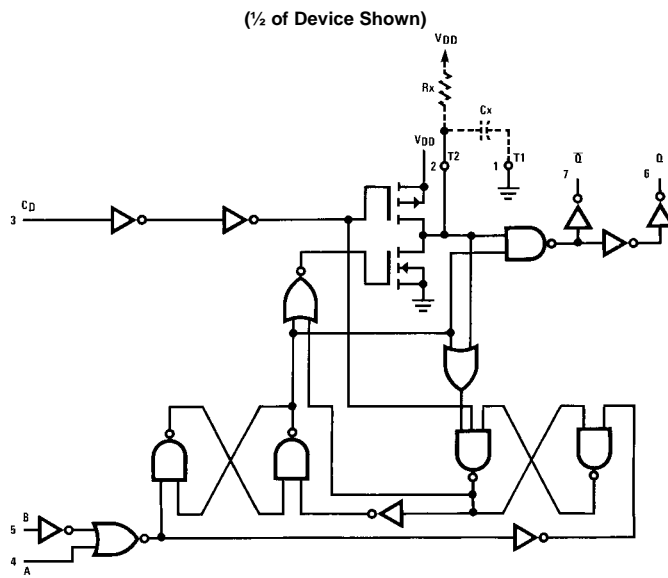 (½ of Device Shown)
VDD
Rx
Cx
VDD
T2
T1
2
1
Q̅
Q
7
6
CD
3
B
5
4
A